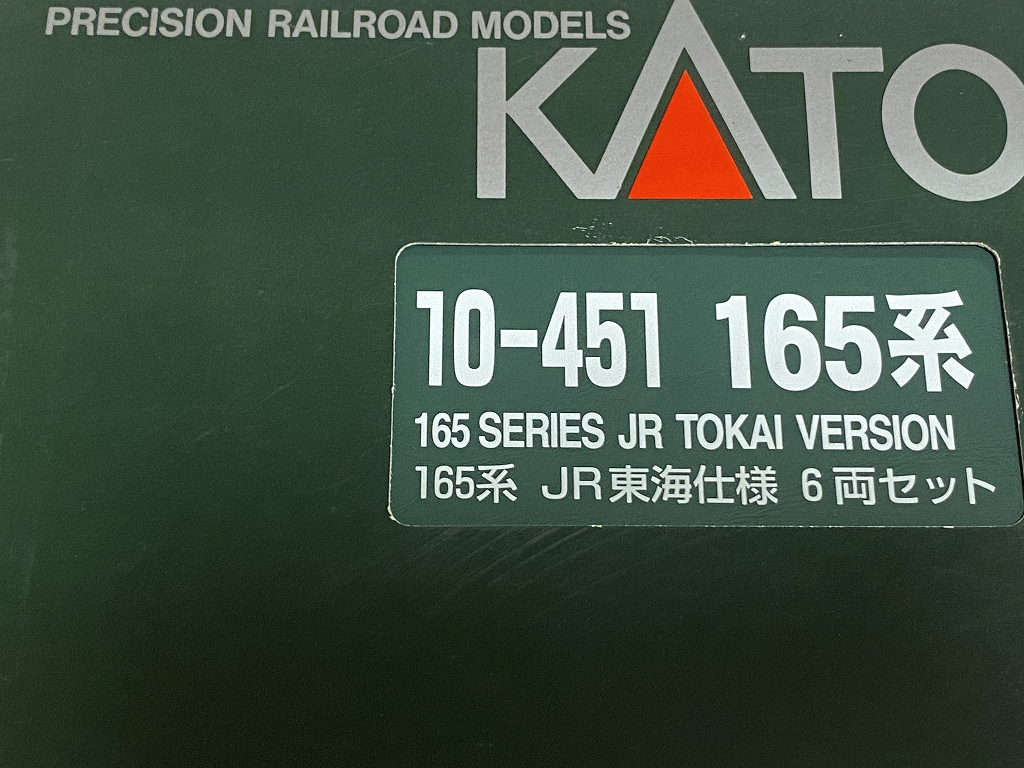 PRECISION RAILROAD MODELS
KATO
10-451 165系
165 SERIES JR TOKAI VERSION
165系 JR東海仕様 6両セット